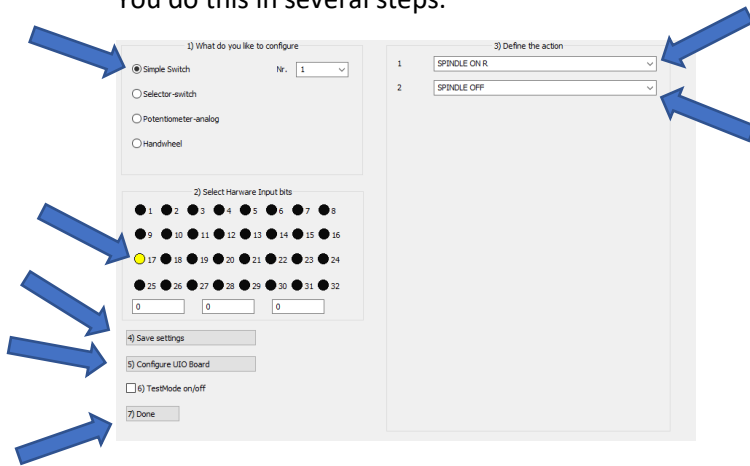 You do this in several steps:
1) What do you like to configure
Simple Switch Nr. 1
Selector-switch
Potentiometer-analog
Handwheel
2) Select Harware Input bits
1 2 3 4 5 6 7 8
9 10 11 12 13 14 15 16
17 18 19 20 21 22 23 24
25 26 27 28 29 30 31 32
0 0 0
4) Save settings
5) Configure UIO Board
6) TestMode on/off
7) Done
3) Define the action
1 SPINDLE ON R
2 SPINDLE OFF